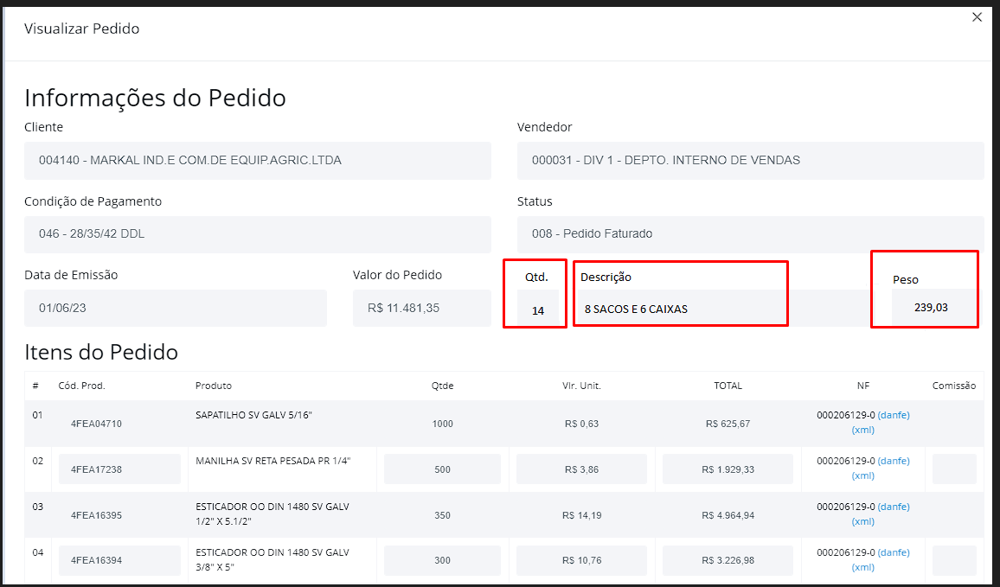 Visualizar Pedido
Informações do Pedido
Cliente
Vendedor
004140 - MARKAL IND.E COM.DE EQUIP.AGRIC.LTDA
000031 - DIV 1 - DEPTO. INTERNO DE VENDAS
Condição de Pagamento
Status
046 - 28/35/42 DDL
008 - Pedido Faturado
Data de Emissão
Valor do Pedido
Qtd.
Descrição
Peso
01/06/23
R$ 11.481,35
14
8 SACOS E 6 CAIXAS
239,03
Itens do Pedido
# Cód. Prod. Produto Qtde Vlr. Unit. TOTAL NF Comissão
01 4FEA04710 SAPATILHO SV GALV 5/16" 1000 R$ 0,63 R$ 625,67 000206129-0 (danfe)
(xml)
02 4FEA17238 MANILHA SV RETA PESADA PR 1/4" 500 R$ 3,86 R$ 1.929,33 000206129-0 (danfe)
(xml)
03 4FEA16395 ESTICADOR OO DIN 1480 SV GALV 350 R$ 14,19 R$ 4.964,94 000206129-0 (danfe)
1/2" X 5.1/2" (xml)
04 4FEA16394 ESTICADOR OO DIN 1480 SV GALV 300 R$ 10,76 R$ 3.226,98 000206129-0 (danfe)
3/8" X 5" (xml)